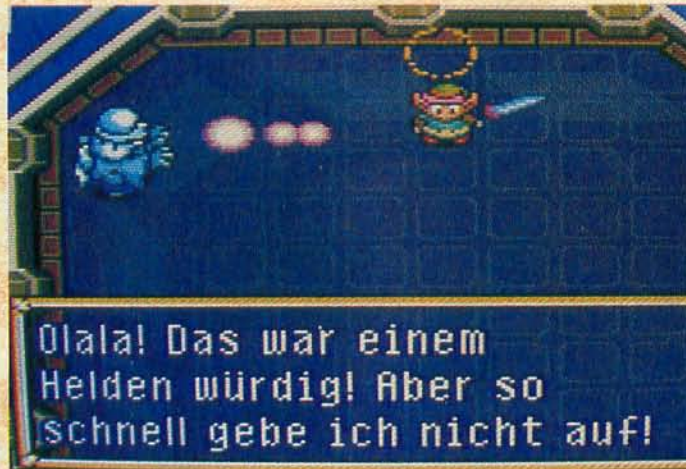 Olala! Das war einem
Helden würdig! Aber so
schnell gebe ich nicht auf!